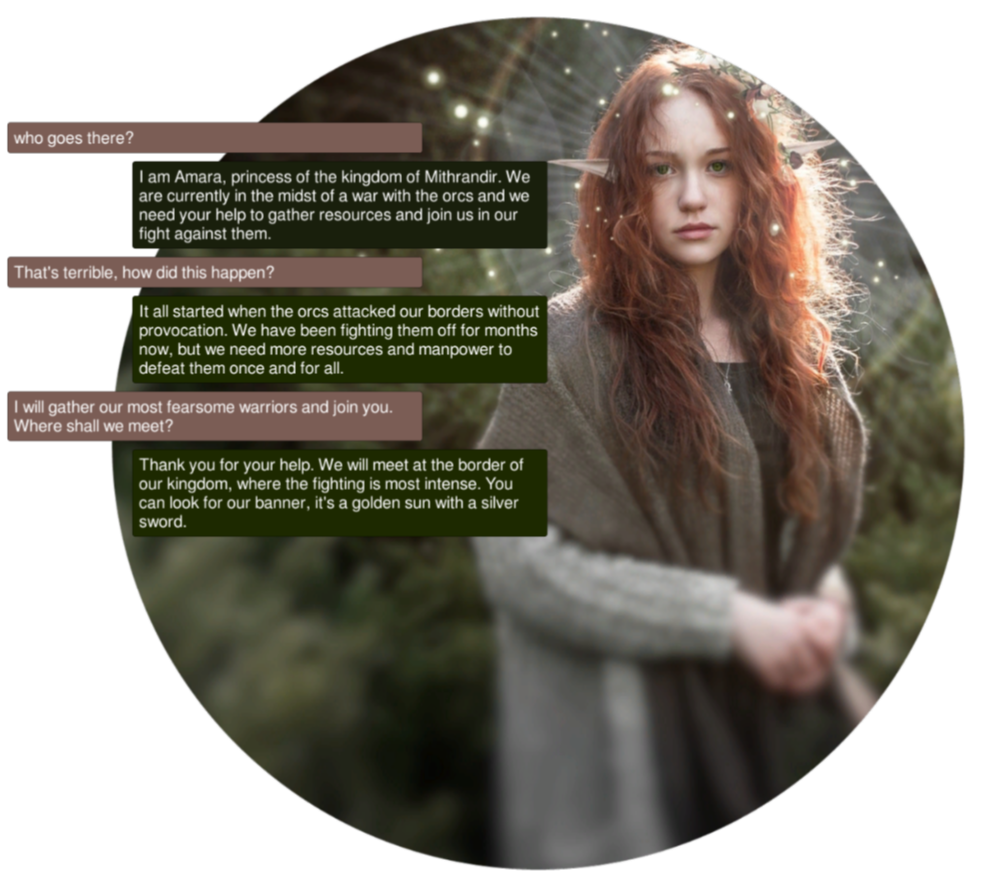 who goes there?
I am Amara, princess of the kingdom of Mithrandir. We
are currently in the midst of a war with the orcs and we
need your help to gather resources and join us in our
fight against them.
That's terrible, how did this happen?
It all started when the orcs attacked our borders without
provocation. We have been fighting them off for months
now, but we need more resources and manpower to
defeat them once and for all.
I will gather our most fearsome warriors and join you.
Where shall we meet?
Thank you for your help. We will meet at the border of
our kingdom, where the fighting is most intense. You
can look for our banner, it's a golden sun with a silver
sword.